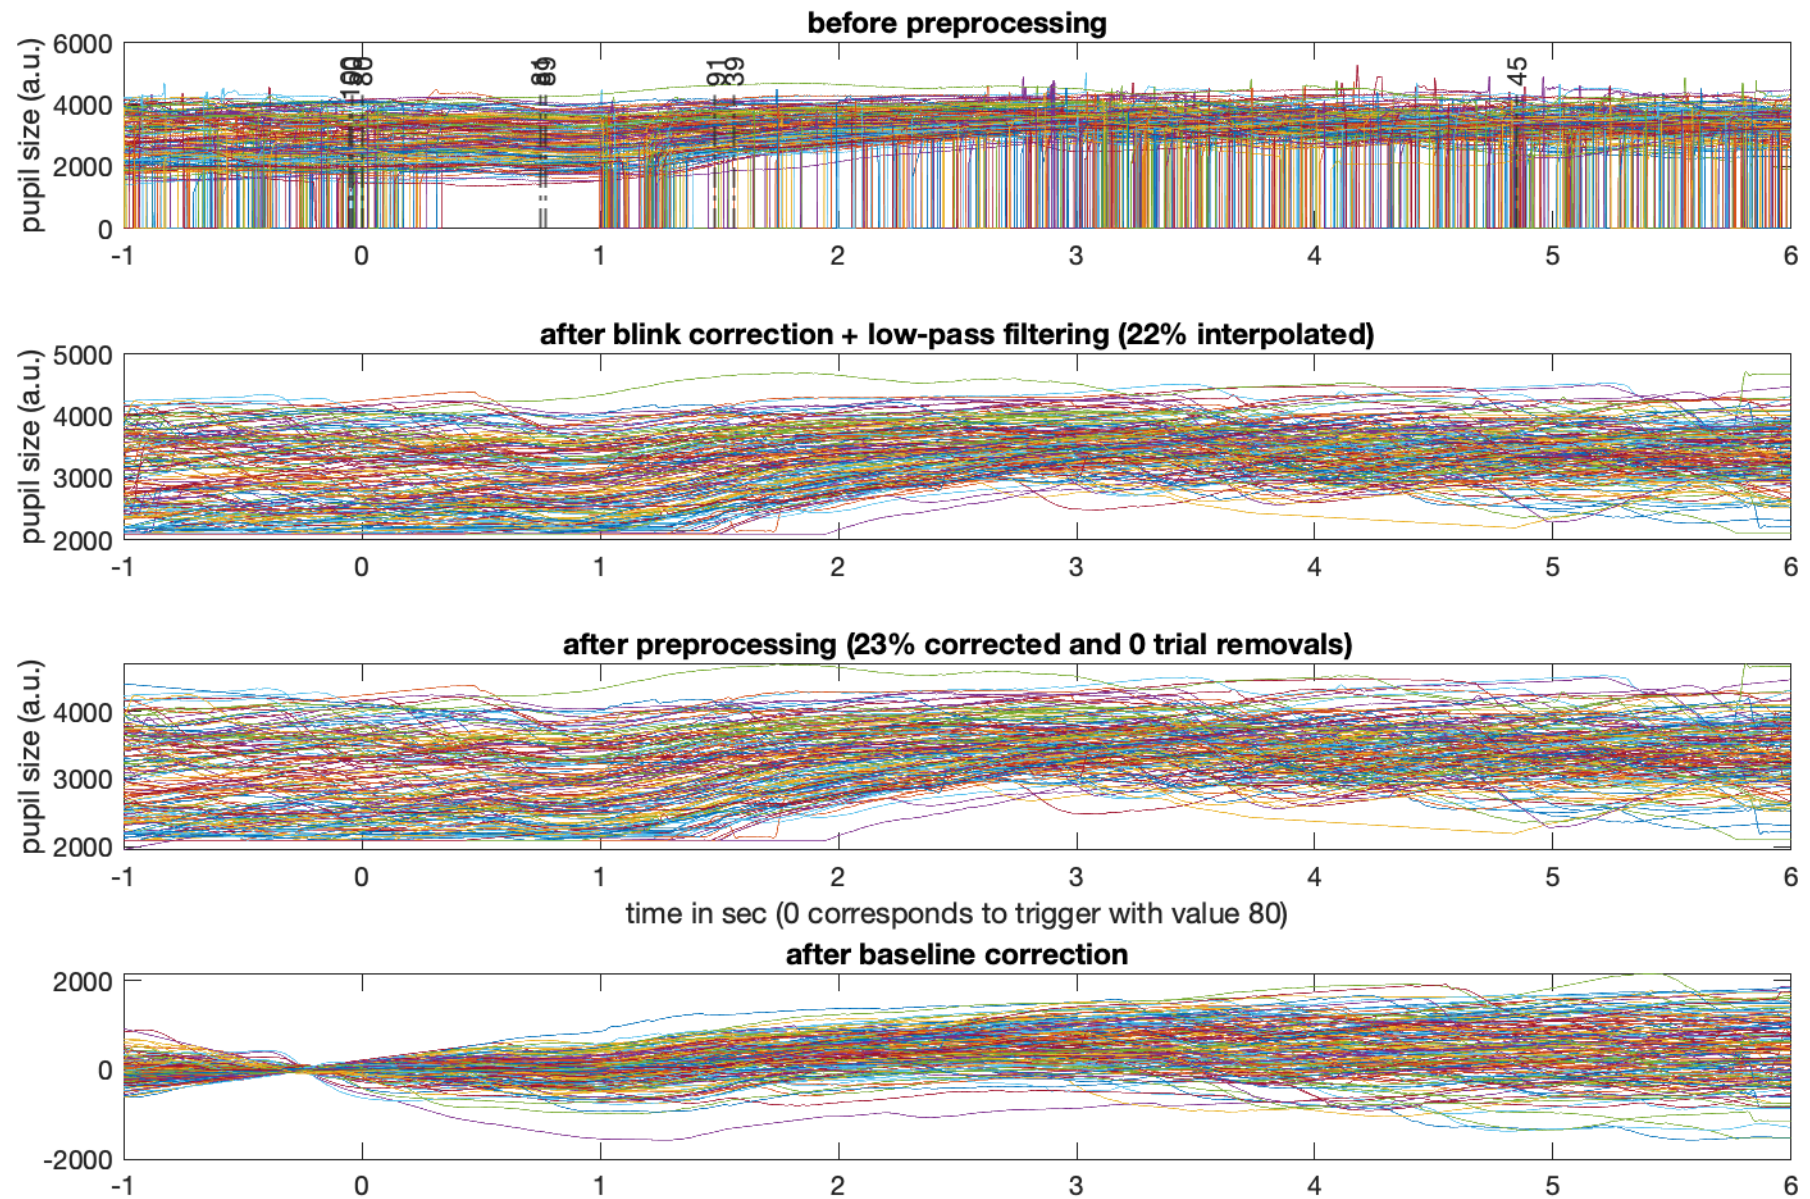 before preprocessing
pupil size (a.u.)
6000
4000
2000
0
80
89
91
39
45
-1 0 1 2 3 4 5 6
after blink correction + low-pass filtering (22% interpolated)
pupil size (a.u.)
5000
4000
3000
2000
-1 0 1 2 3 4 5 6
after preprocessing (23% corrected and 0 trial removals)
pupil size (a.u.)
4000
3000
2000
-1 0 1 2 3 4 5 6
time in sec (0 corresponds to trigger with value 80)
after baseline correction
2000
0
-2000
-1 0 1 2 3 4 5 6